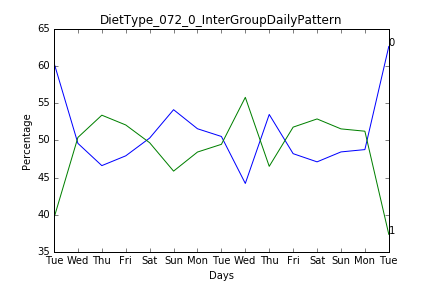 DietType_072_0_InterGroupDailyPattern
65
60
55
50
45
40
35
Percentage
0
1
Tue Wed Thu Fri Sat Sun Mon Tue Wed Thu Fri Sat Sun Mon Tue
Days